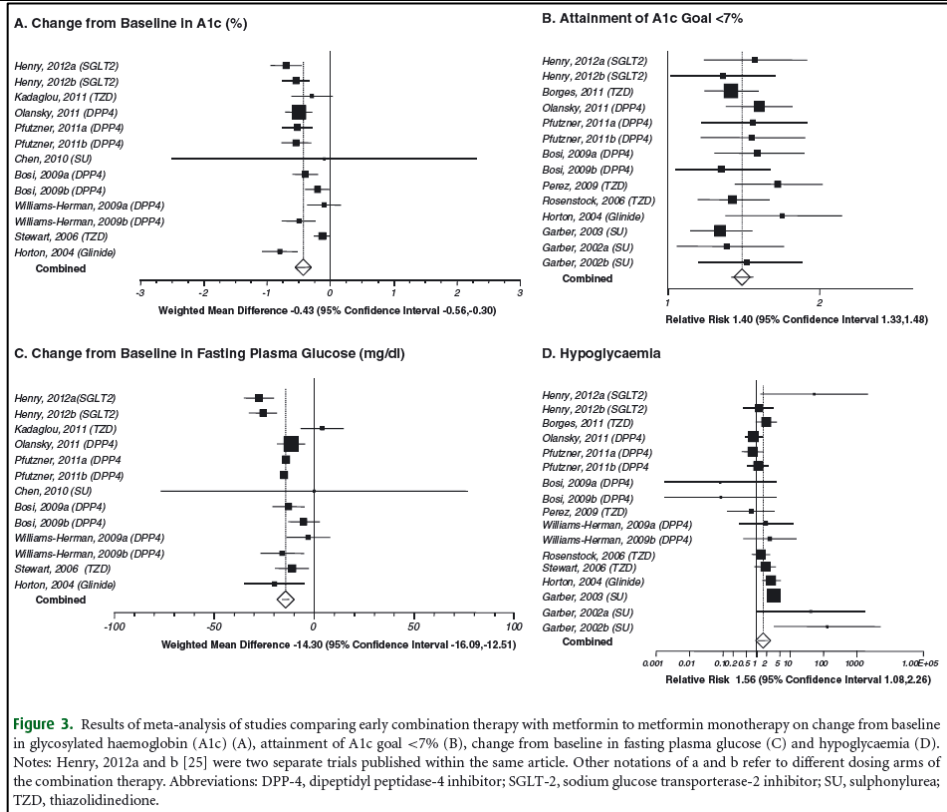 A. Change from Baseline in A1c (%)
Henry, 2012a (SGLT2)
Henry, 2012b (SGLT2)
Kadaglou, 2011 (TZD)
Olansky, 2011 (DPP4)
Pfutzner, 2011a (DPP4)
Pfutzner, 2011b (DPP4)
Chen, 2010 (SU)
Bosi, 2009a (DPP4)
Bosi, 2009b (DPP4)
Williams-Herman, 2009a (DPP4)
Williams-Herman, 2009b (DPP4)
Stewart, 2006 (TZD)
Horton, 2004 (Glinide)
Combined
-3 -2 -1 0 1 2 3
Weighted Mean Difference -0.43 (95% Confidence Interval -0.56,-0.30)
B. Attainment of A1c Goal <7%
Henry, 2012a (SGLT2)
Henry, 2012b (SGLT2)
Borges, 2011 (TZD)
Olansky, 2011 (DPP4)
Pfutzner, 2011a (DPP4)
Pfutzner, 2011b (DPP4)
Bosi, 2009a (DPP4)
Bosi, 2009b (DPP4)
Perez, 2009 (TZD)
Rosenstock, 2006 (TZD)
Horton, 2004 (Glinide)
Garber, 2003 (SU)
Garber, 2002a (SU)
Garber, 2002b (SU)
Combined
1 2
Relative Risk 1.40 (95% Confidence Interval 1.33,1.48)
C. Change from Baseline in Fasting Plasma Glucose (mg/dl)
Henry, 2012a(SGLT2)
Henry, 2012b (SGLT2)
Kadaglou, 2011 (TZD)
Olansky, 2011 (DPP4)
Pfutzner, 2011a (DPP4
Pfutzner, 2011b (DPP4)
Chen, 2010 (SU)
Bosi, 2009a (DPP4)
Bosi, 2009b (DPP4)
Williams-Herman, 2009a (DPP4)
Williams-Herman, 2009b (DPP4)
Stewart, 2006 (TZD)
Horton, 2004 (Glinide)
Combined
-100 -50 0 50 100
Weighted Mean Difference -14.30 (95% Confidence Interval -16.09,-12.51)
D. Hypoglycaemia
Henry, 2012a (SGLT2)
Henry, 2012b (SGLT2)
Borges, 2011 (TZD)
Olansky, 2011 (DPP4)
Pfutzner, 2011a (DPP4)
Pfutzner, 2011b (DPP4
Bosi, 2009a (DPP4)
Bosi, 2009b (DPP4)
Perez, 2009 (TZD)
Williams-Herman, 2009a (DPP4)
Williams-Herman, 2009b (DPP4)
Rosenstock, 2006 (TZD)
Stewart, 2006 (TZD)
Horton, 2004 (Glinide)
Garber, 2003 (SU)
Garber, 2002a (SU)
Garber, 2002b (SU)
Combined
0.001 0.01 0.1 0.2 0.5 1 2 5 10 100 1000 1.00E+05
Relative Risk 1.56 (95% Confidence Interval 1.08,2.26)
Figure 3. Results of meta-analysis of studies comparing early combination therapy with metformin to metformin monotherapy on change from baseline
in glycosylated haemoglobin (A1c) (A), attainment of A1c goal <7% (B), change from baseline in fasting plasma glucose (C) and hypoglycaemia (D).
Notes: Henry, 2012a and b [25] were two separate trials published within the same article. Other notations of a and b refer to different dosing arms of
the combination therapy. Abbreviations: DPP-4, dipeptidyl peptidase-4 inhibitor; SGLT-2, sodium glucose transporterase-2 inhibitor; SU, sulphonylurea;
TZD, thiazolidinedione.